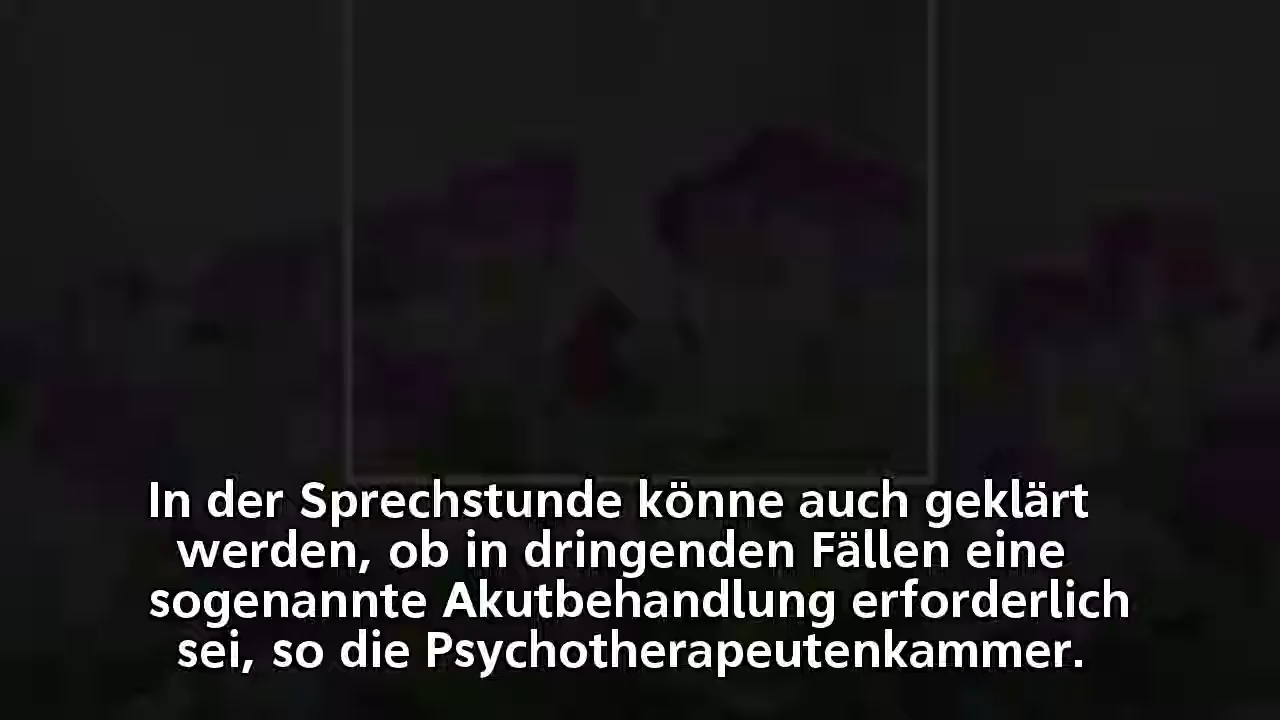 In der Sprechstunde könne auch geklärt
werden, ob in dringenden Fällen eine
sogenannte Akutbehandlung erforderlich
sei, so die Psychotherapeutenkammer.